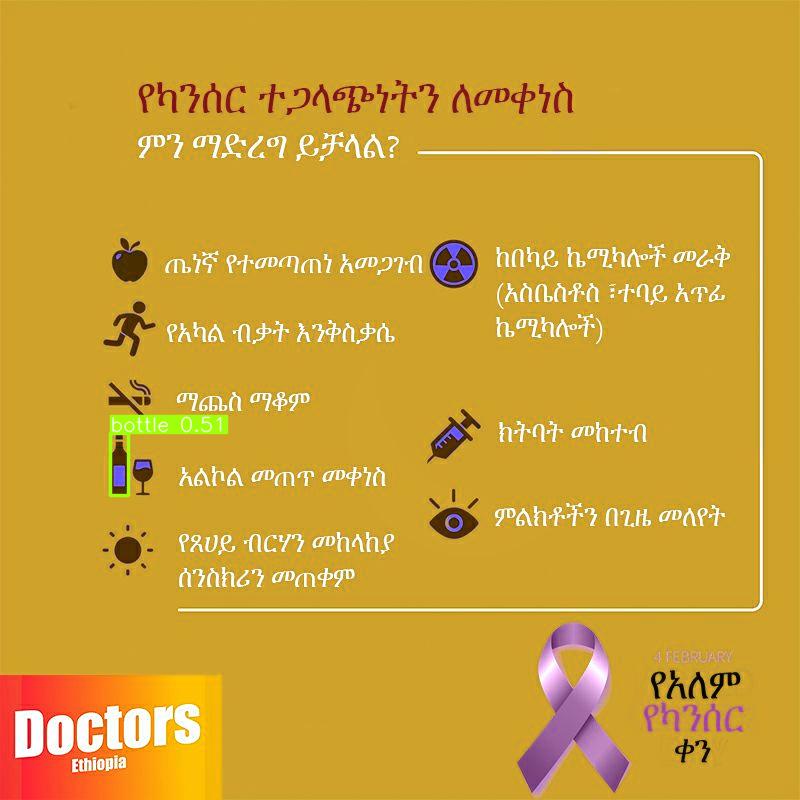 የካንሰር ተጋላጭነትን ለመቀነስ
ምን ማድረግ ይቻላል?
ጤነኛ የተመጣጠነ አመጋገብ
የአካል ብቃት እንቅስቃሴ
ማጨስ ማቆም
bottle 0.51
አልኮል መጠጥ መቀነስ
የጸሀይ ብርሃን መከላከያ
ሰንስክሪን መጠቀም
ከበካይ ኬሚካሎች መራቅ
(አስቤስቶስ ፣ተባይ አጥፊ
ኬሚካሎች)
ክትባት መከተብ
ምልክቶችን በጊዜ መለየት
4 FEBRUARY
የአለም
የካንሰር
ቀን
Doctors
Ethiopia